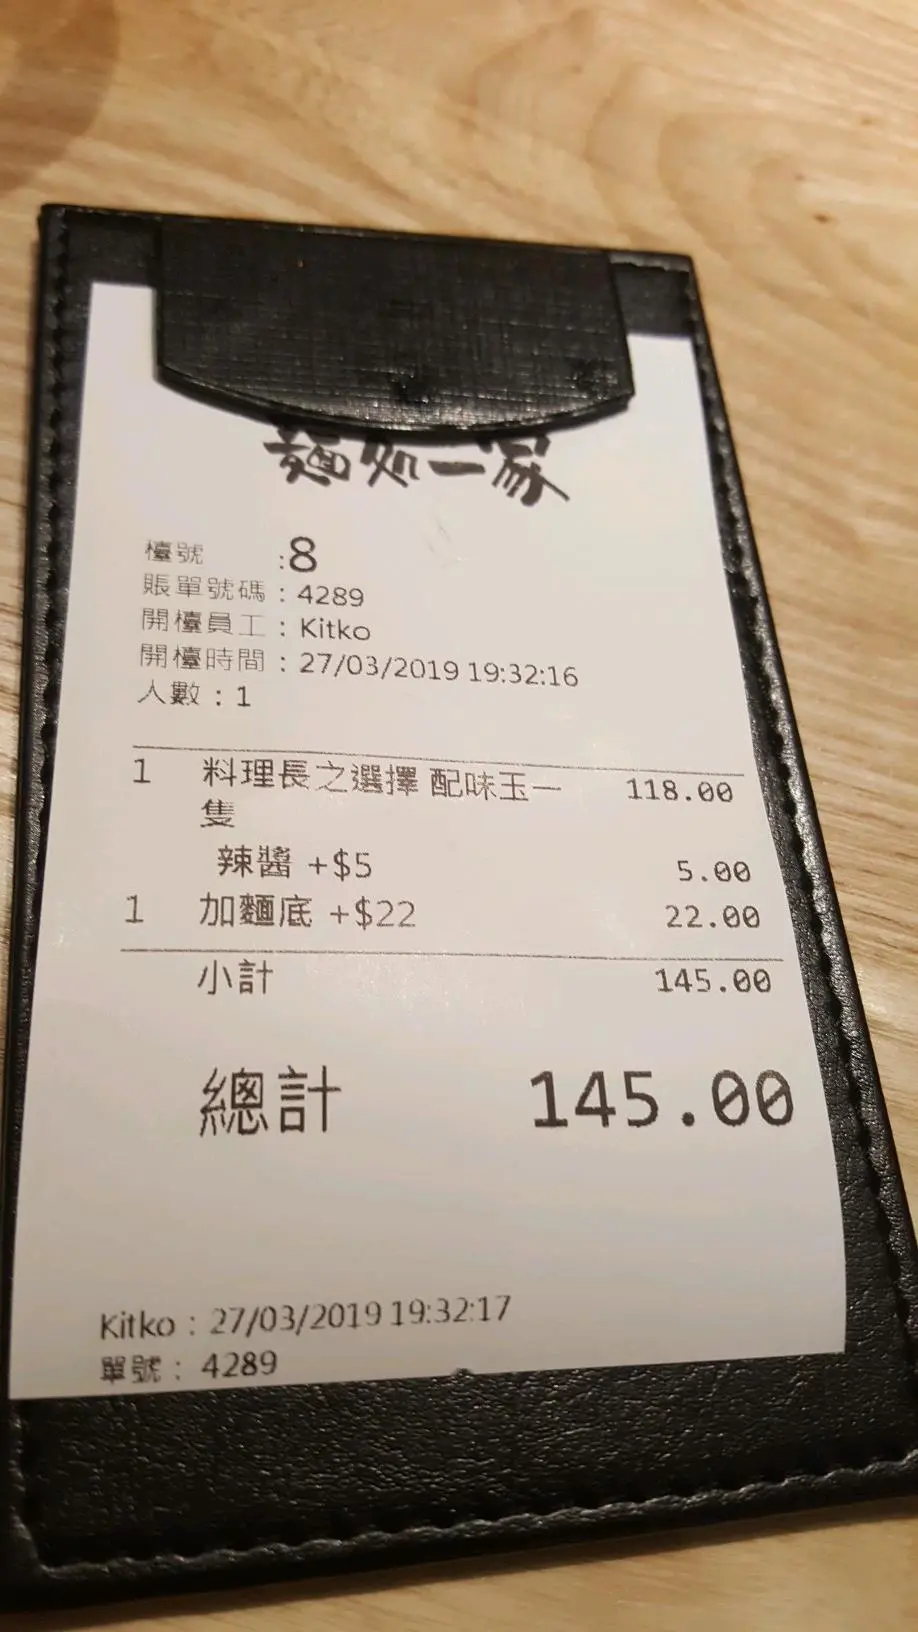 麵処一家
檯號 :8
賬單號碼 : 4289
開檯員工 : Kitko
開檯時間 : 27/03/2019 19:32:16
人數 : 1
1 料理長之選擇 配味玉一 118.00
隻
辣醬 +$5 5.00
1 加麵底 +$22 22.00
小計 145.00
總計 145.00
Kitko : 27/03/2019 19:32:17
單號 : 4289